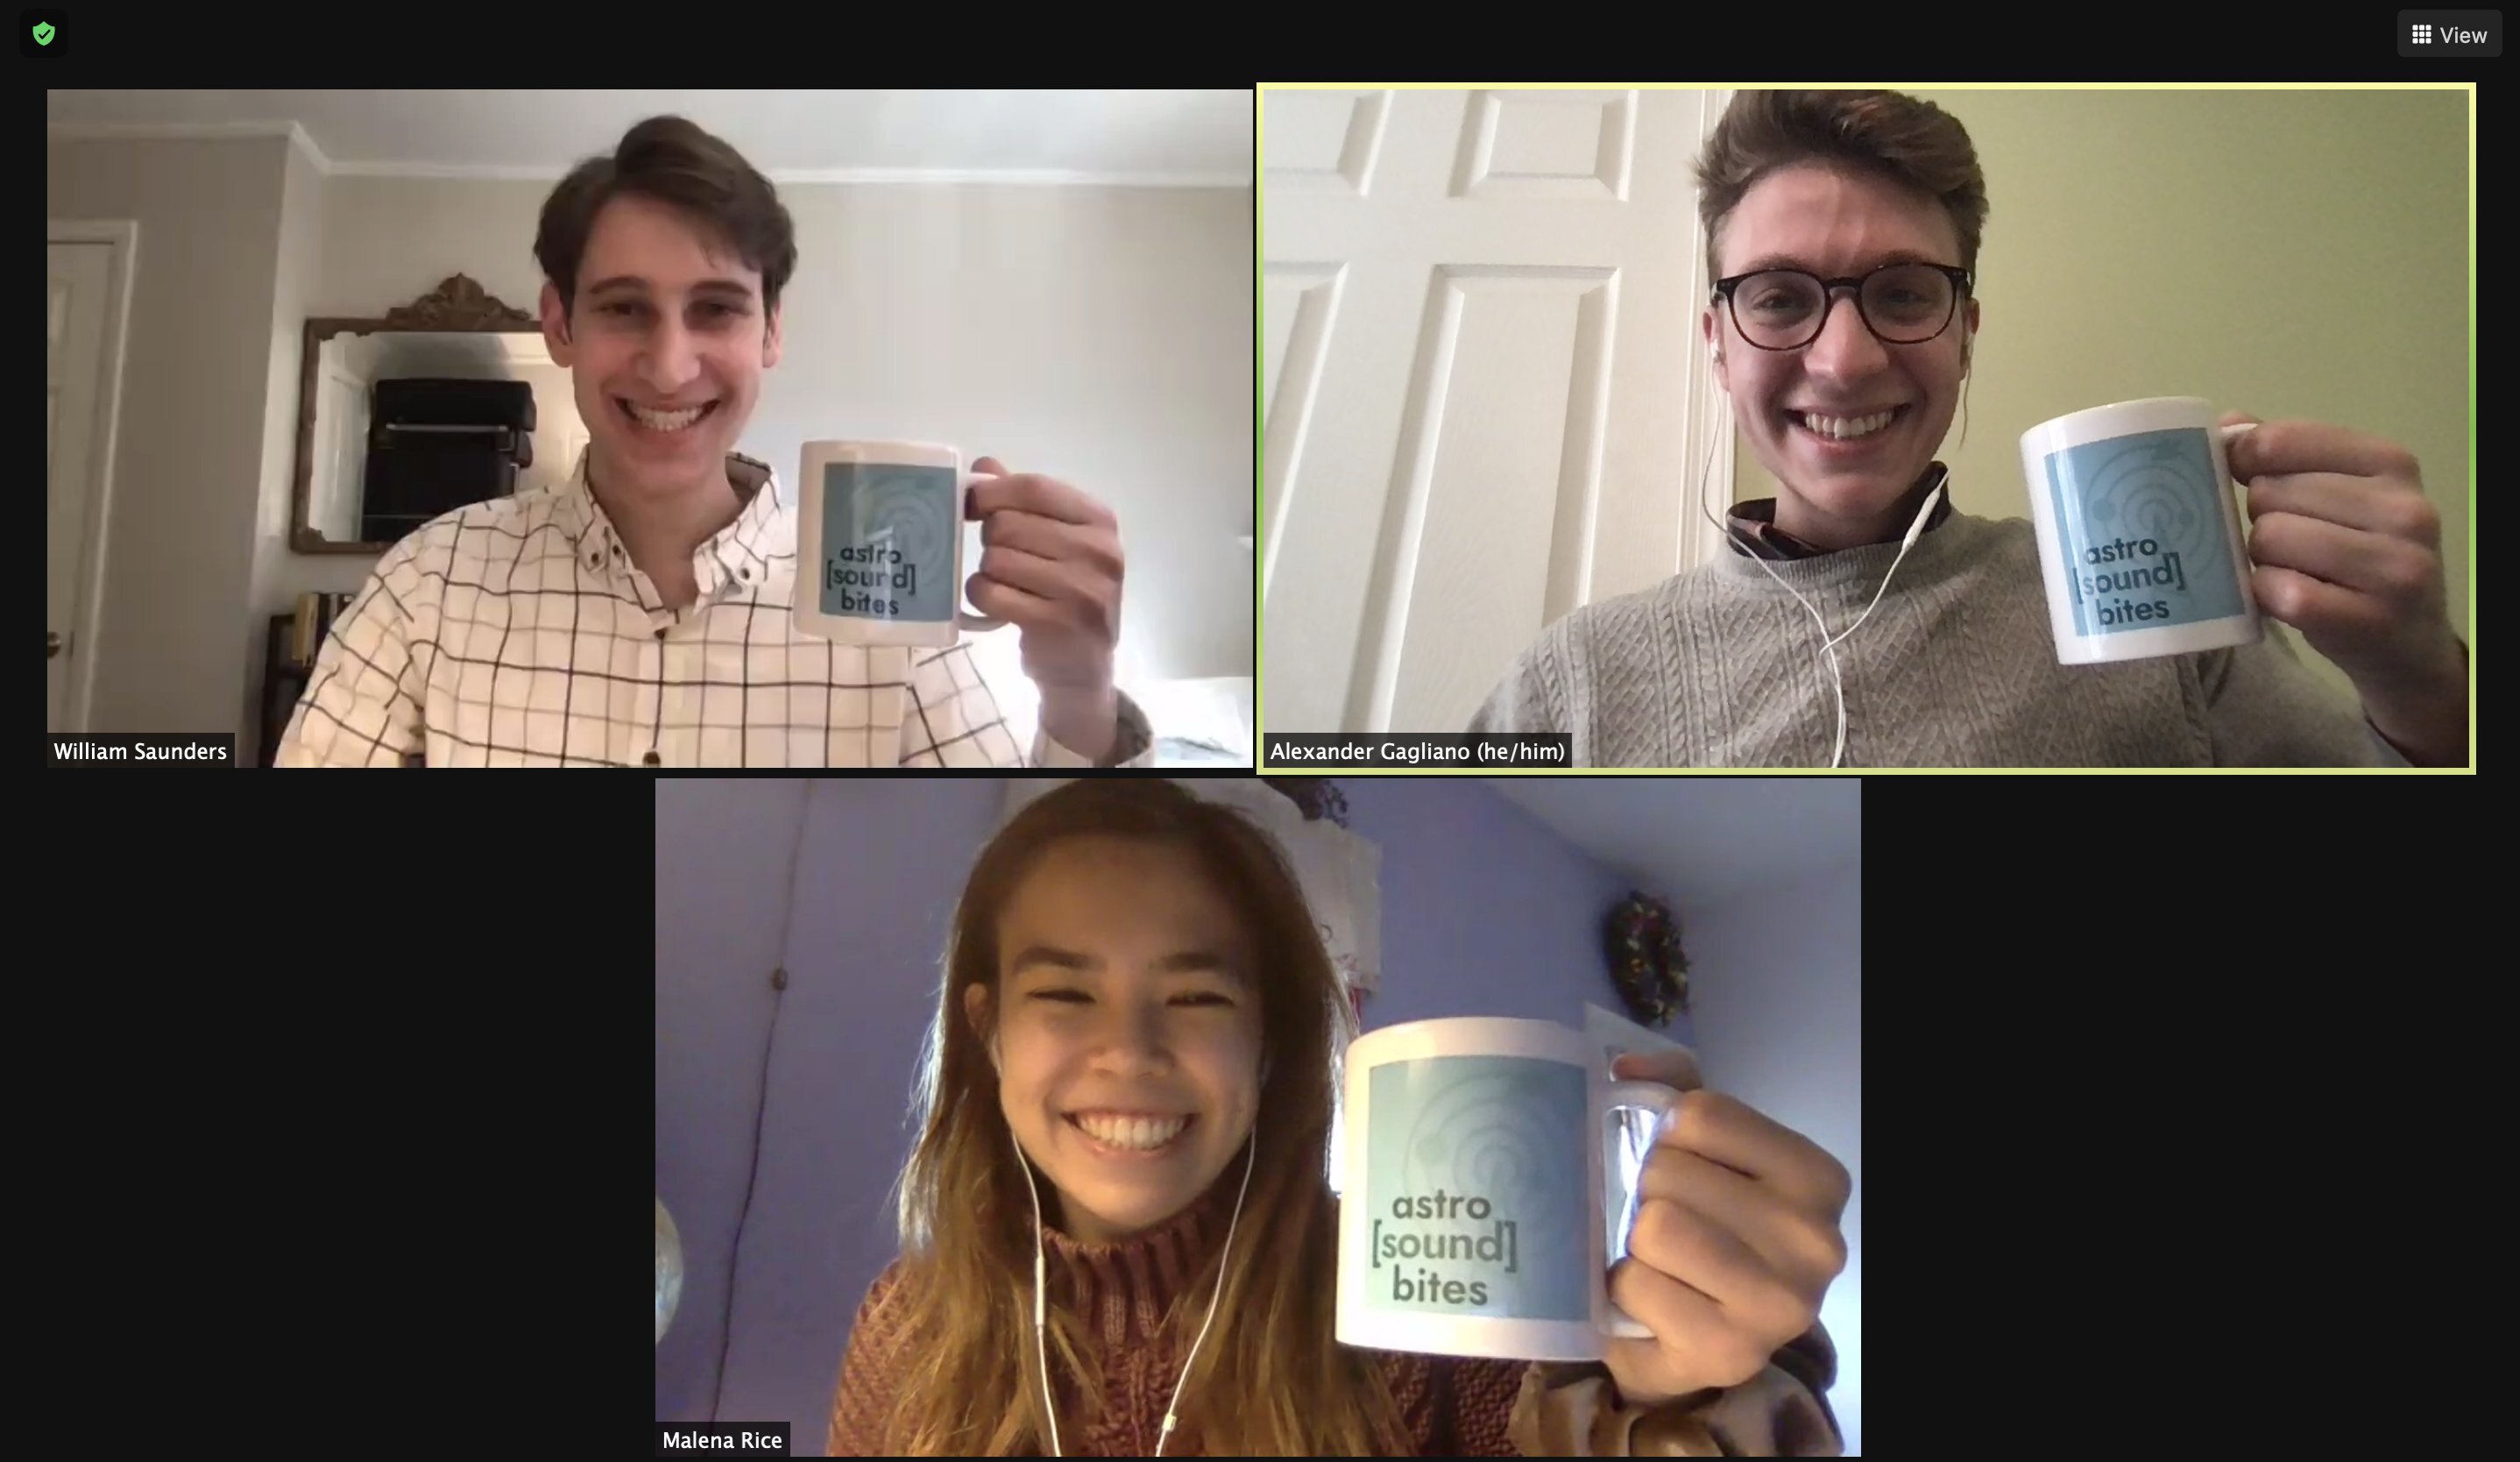 View
astro
[sound]
bites
William Saunders
astro
[sound]
bites
Alexander Gagliano (he/him)
astro
[sound]
bites
Malena Rice